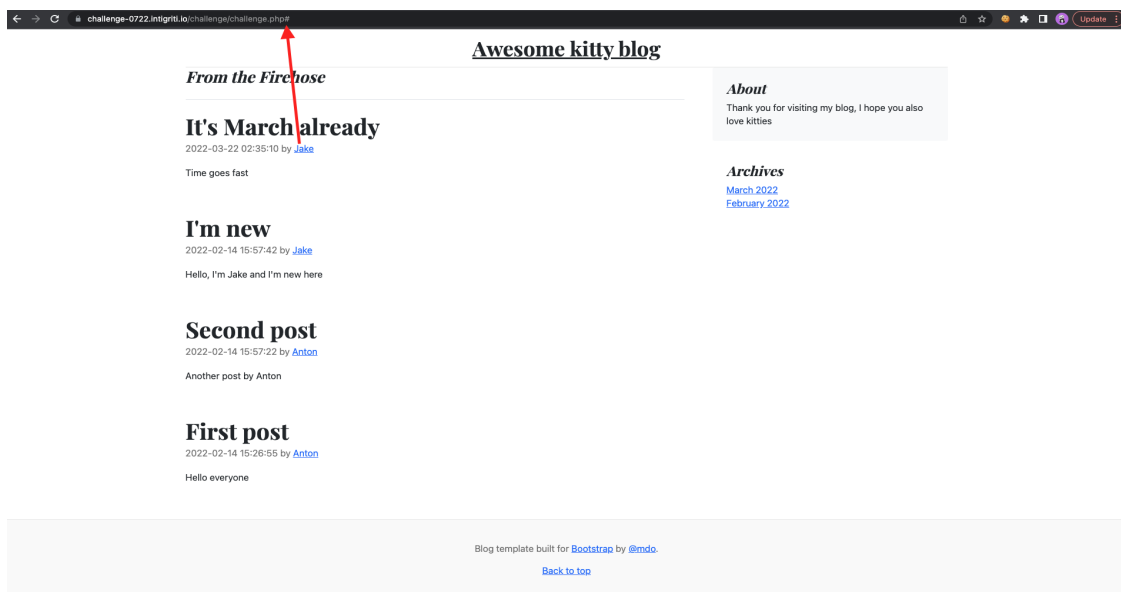 challenge-0722.intigriti.io/challenge/challenge.php#
Update
Awesome kitty blog
From the Firehose
It's March already
2022-03-22 02:35:10 by Jake
Time goes fast
I'm new
2022-02-14 15:57:42 by Jake
Hello, I'm Jake and I'm new here
Second post
2022-02-14 15:57:22 by Anton
Another post by Anton
First post
2022-02-14 15:26:55 by Anton
Hello everyone
About
Thank you for visiting my blog, I hope you also
love kitties
Archives
March 2022
February 2022
Blog template built for Bootstrap by @mdo.
Back to top